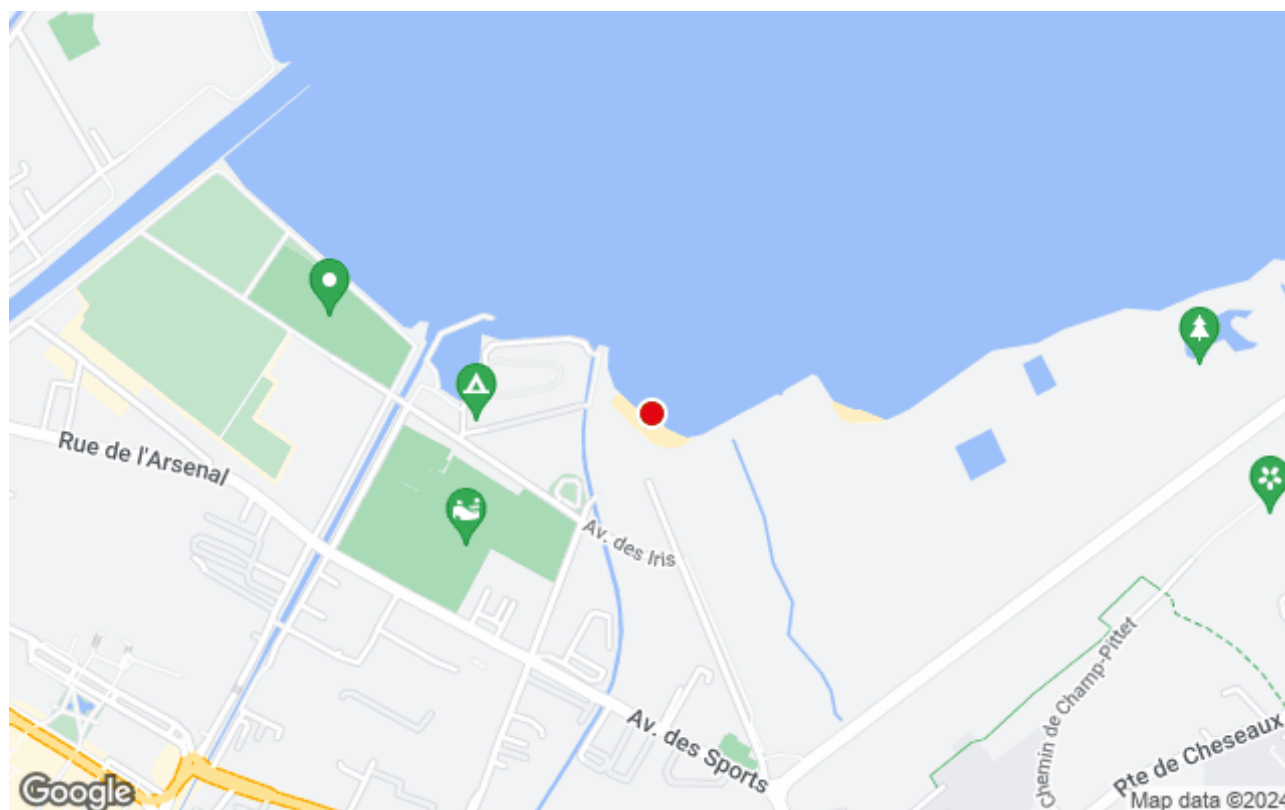 Rue de l'Arsenal
Av. des Iris
Av. des Sports
Chemin de Champ-Pittet
Pte de Cheseaux
Google
Map data ©2024